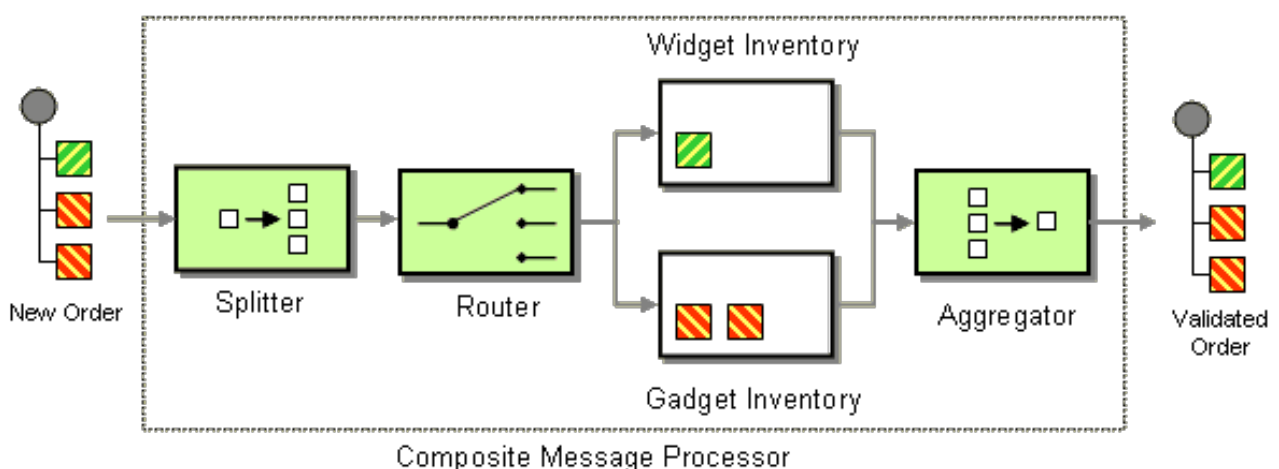 Widget Inventory
New Order
Splitter
Router
Aggregator
Validated
Order
Gadget Inventory
Composite Message Processor